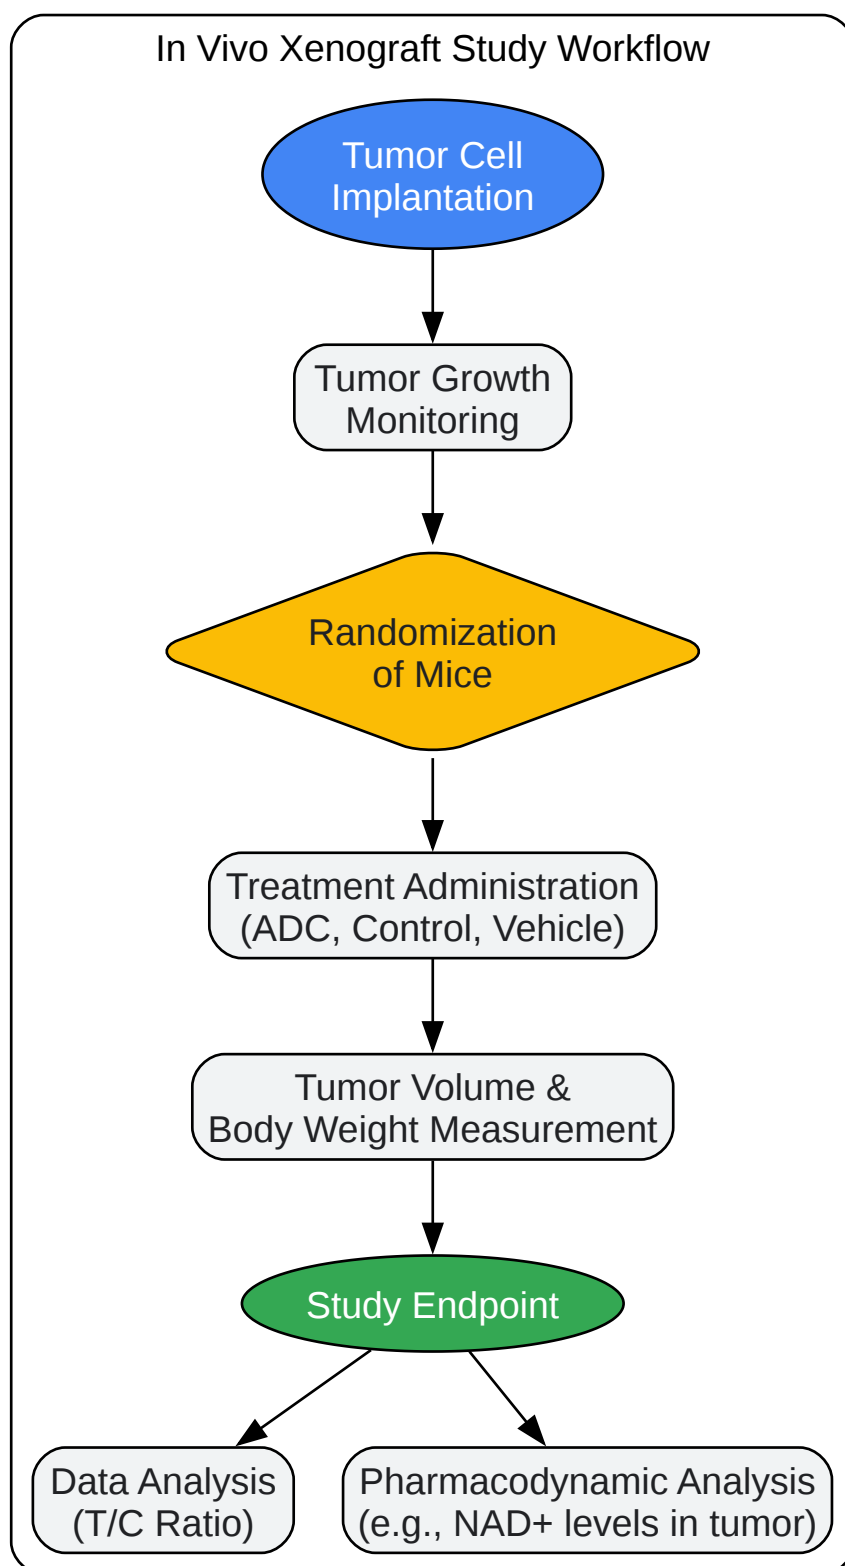 In Vivo Xenograft Study Workflow
Tumor Cell
Implantation
Tumor Growth
Monitoring
Randomization
of Mice
Treatment Administration
(ADC, Control, Vehicle)
Tumor Volume &
Body Weight Measurement
Study Endpoint
Data Analysis
(T/C Ratio)
Pharmacodynamic Analysis
(e.g., NAD+ levels in tumor)